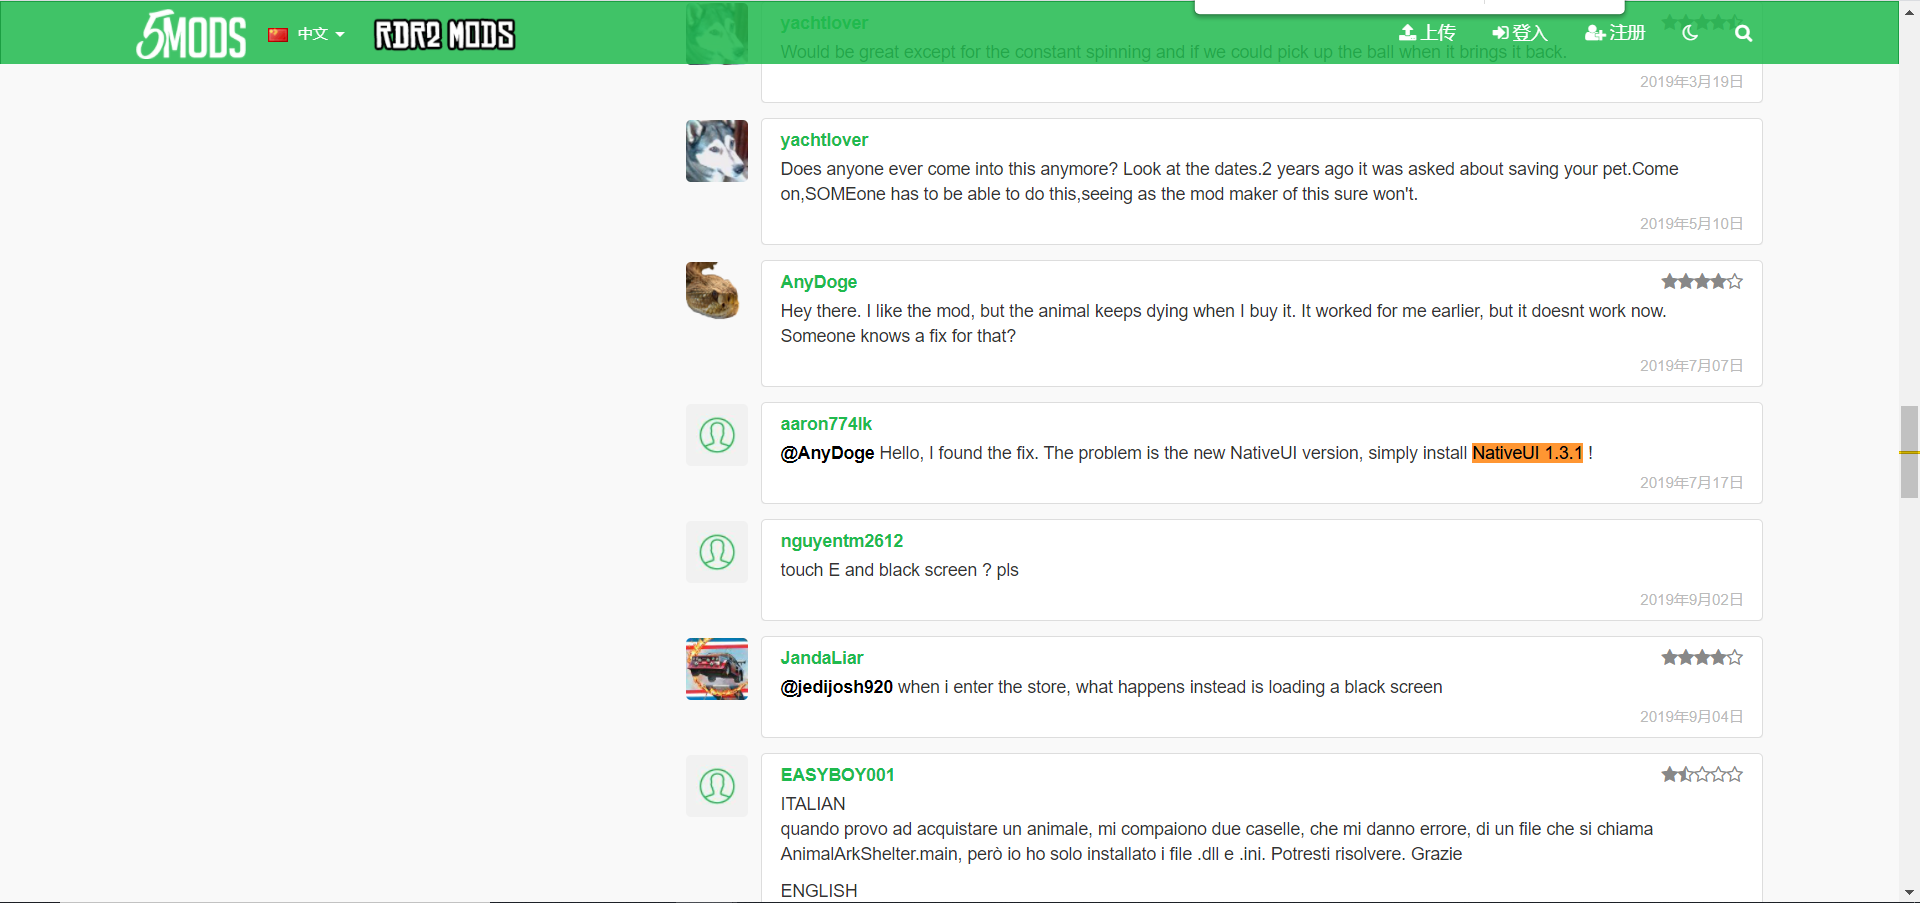 5MODS
中文
RDR2 MODS
上传
登入
注册
yachtlover
Would be great except for the constant spinning and if we could pick up the ball when it brings it back.
2019年3月19日
yachtlover
Does anyone ever come into this anymore? Look at the dates.2 years ago it was asked about saving your pet.Come
on,SOMEone has to be able to do this,seeing as the mod maker of this sure won't.
2019年5月10日
AnyDoge
Hey there. I like the mod, but the animal keeps dying when I buy it. It worked for me earlier, but it doesnt work now.
Someone knows a fix for that?
2019年7月07日
aaron774lk
@AnyDoge Hello, I found the fix. The problem is the new NativeUI version, simply install NativeUI 1.3.1 !
2019年7月17日
nguyentm2612
touch E and black screen ? pls
2019年9月02日
JandaLiar
@jedijosh920 when i enter the store, what happens instead is loading a black screen
2019年9月04日
EASYBOY001
ITALIAN
quando provo ad acquistare un animale, mi compaiono due caselle, che mi danno errore, di un file che si chiama
AnimalArkShelter.main, però io ho solo installato i file .dll e .ini. Potresti risolvere. Grazie
ENGLISH